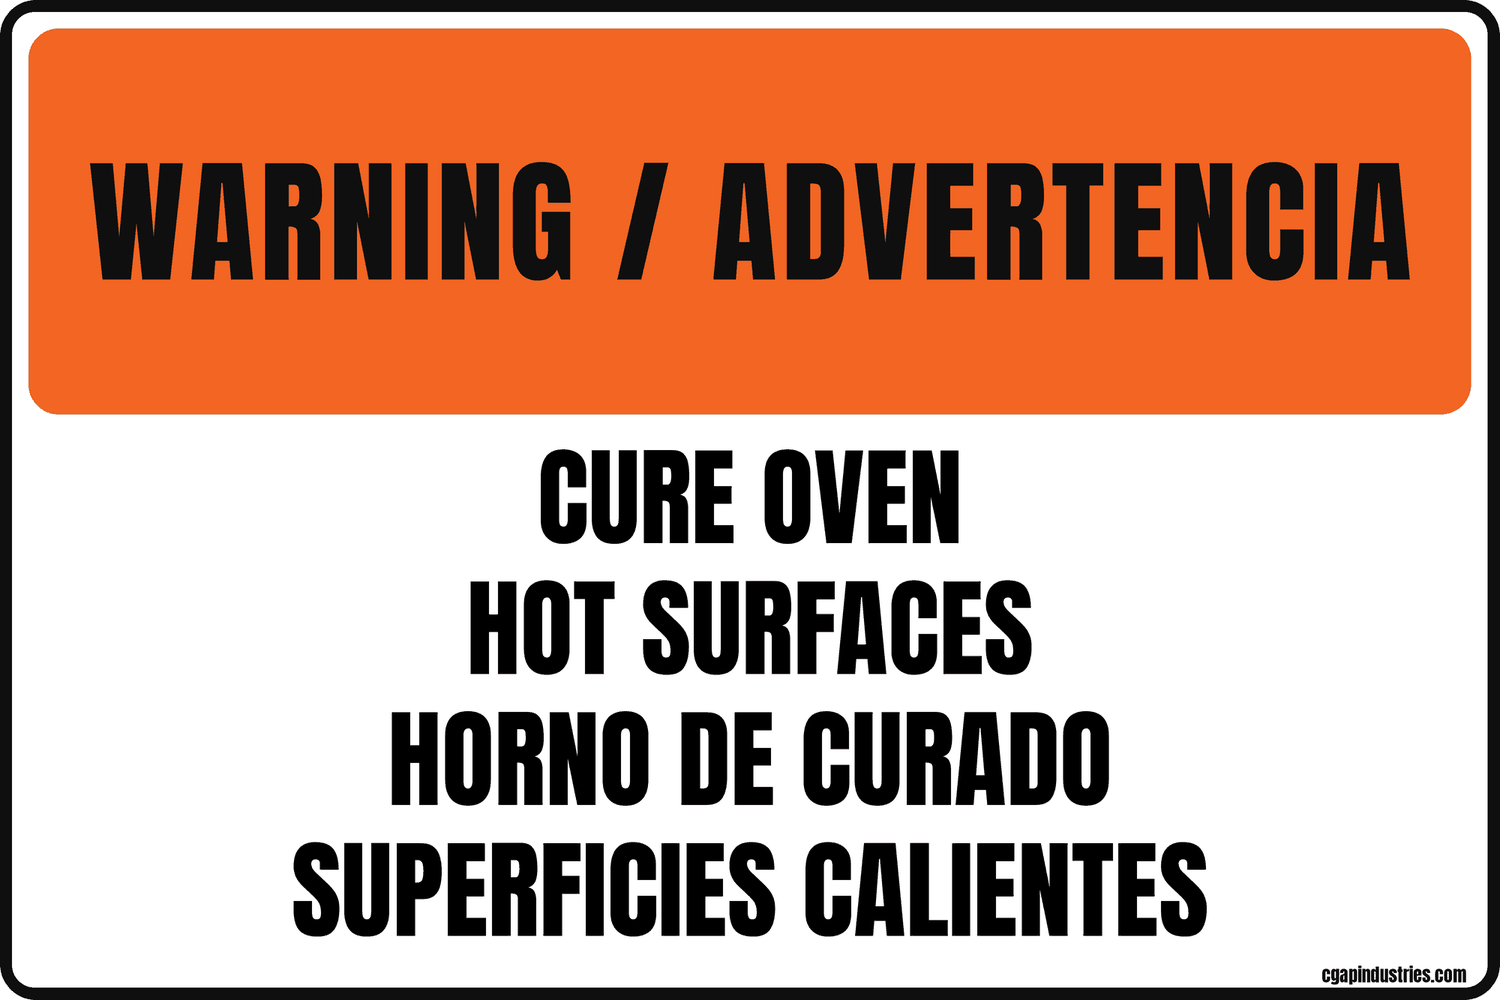 WARNING / ADVERTENCIA
CURE OVEN
HOT SURFACES
HORNO DE CURADO
SUPERFICIES CALIENTES
cgapindustries.com